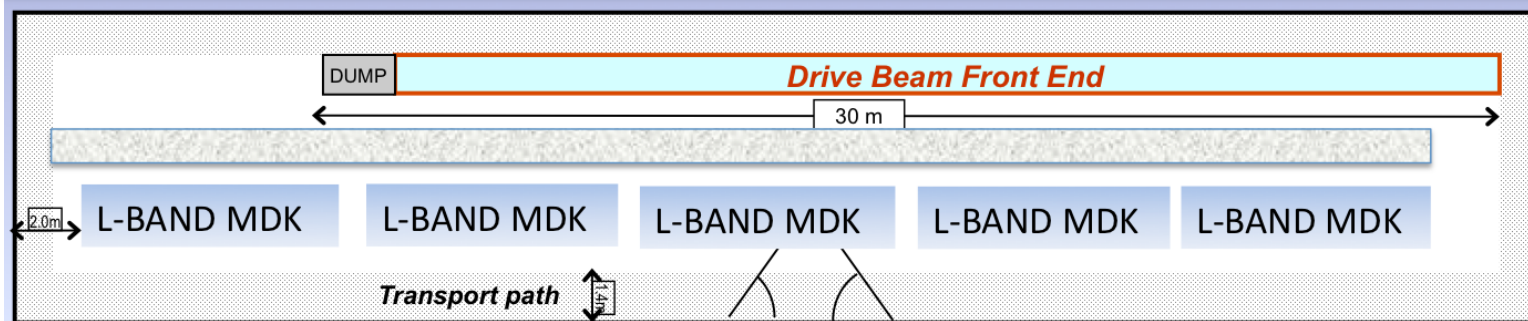 DUMP
Drive Beam Front End
30 m
2.0m
L-BAND MDK
L-BAND MDK
L-BAND MDK
L-BAND MDK
L-BAND MDK
Transport path
1.4m